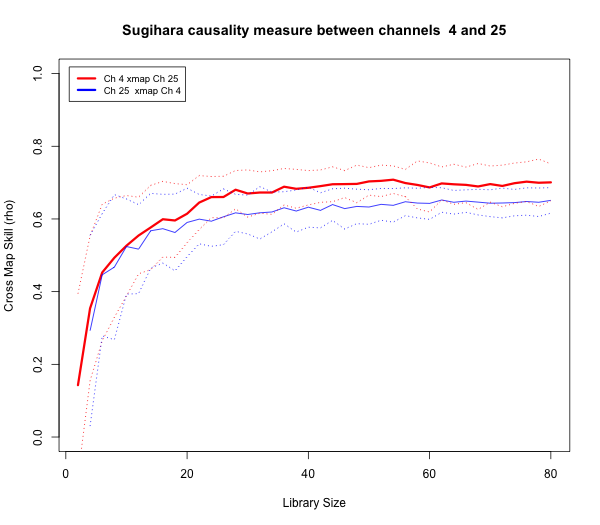 Sugihara causality measure between channels  4 and 25
Ch 4 xmap Ch 25
Ch 25  xmap Ch 4
Cross Map Skill (rho)
1.0
0.8
0.6
0.4
0.2
0.0
0 20 40 60 80
Library Size